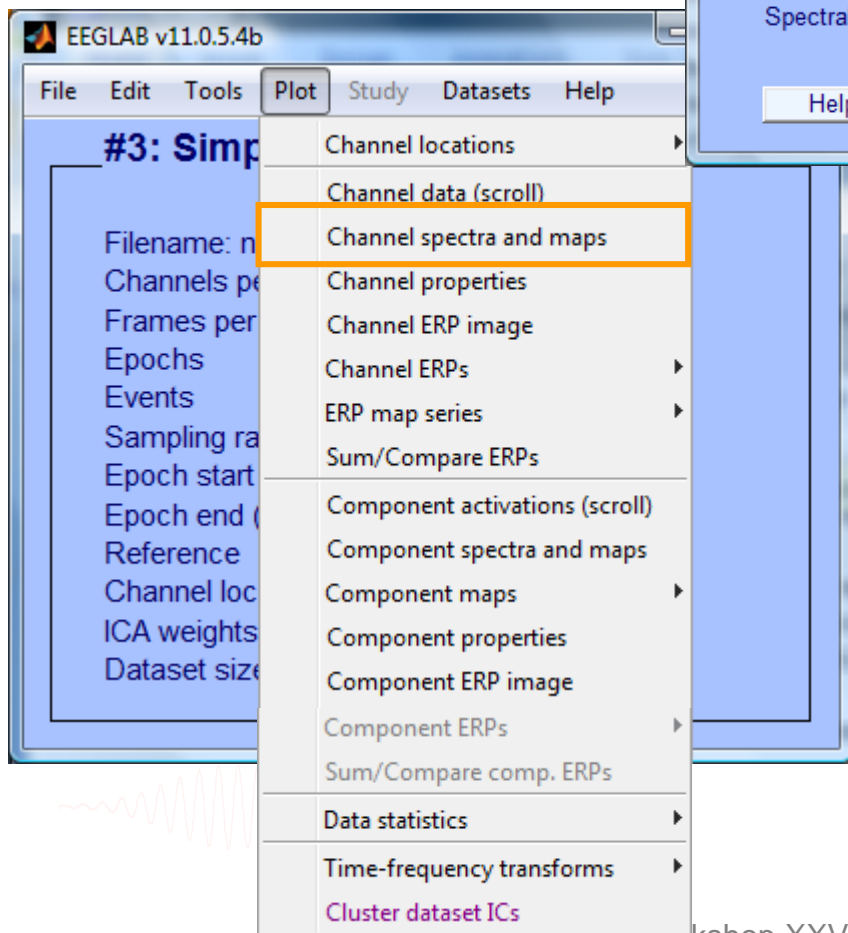 Spectra
Help
EEGLAB v11.0.5.4b
File Edit Tools Plot Study Datasets Help
#3: Simp
Filename: n
Channels pe
Frames per
Epochs
Events
Sampling ra
Epoch start
Epoch end (
Reference
Channel loc
ICA weights
Dataset size
Channel locations
Channel data (scroll)
Channel spectra and maps
Channel properties
Channel ERP image
Channel ERPs
ERP map series
Sum/Compare ERPs
Component activations (scroll)
Component spectra and maps
Component maps
Component properties
Component ERP image
Component ERPs
Sum/Compare comp. ERPs
Data statistics
Time-frequency transforms
Cluster dataset ICs
kshop XXV